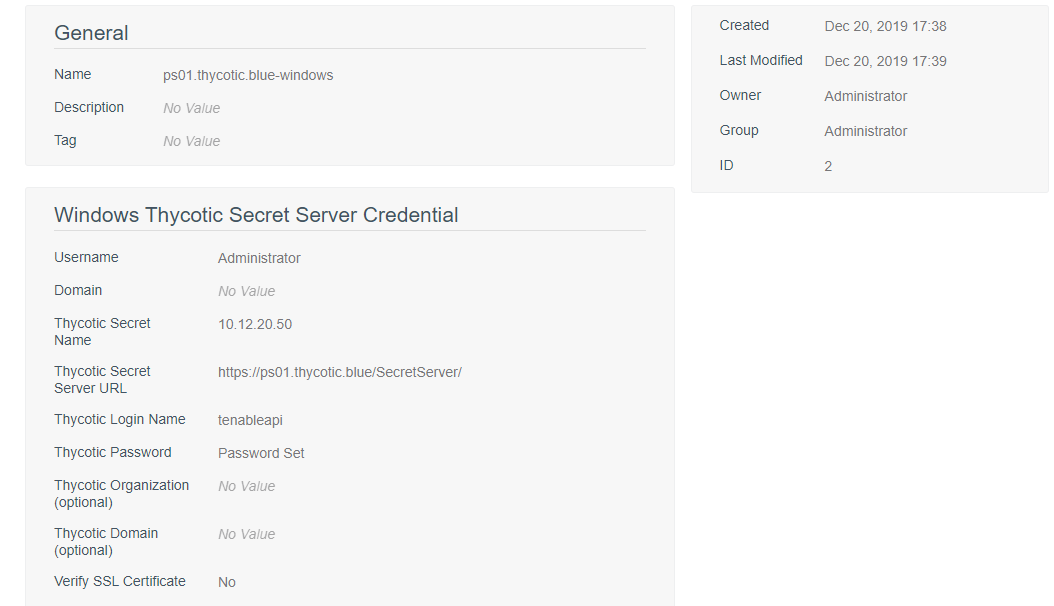 General
Name ps01.thycotic.blue-windows
Description No Value
Tag No Value
Windows Thycotic Secret Server Credential
Username Administrator
Domain No Value
Thycotic Secret
Name 10.12.20.50
Thycotic Secret
Server URL https://ps01.thycotic.blue/SecretServer/
Thycotic Login Name tenableapi
Thycotic Password Password Set
Thycotic Organization
(optional) No Value
Thycotic Domain
(optional) No Value
Verify SSL Certificate No
Created Dec 20, 2019 17:38
Last Modified Dec 20, 2019 17:39
Owner Administrator
Group Administrator
ID 2